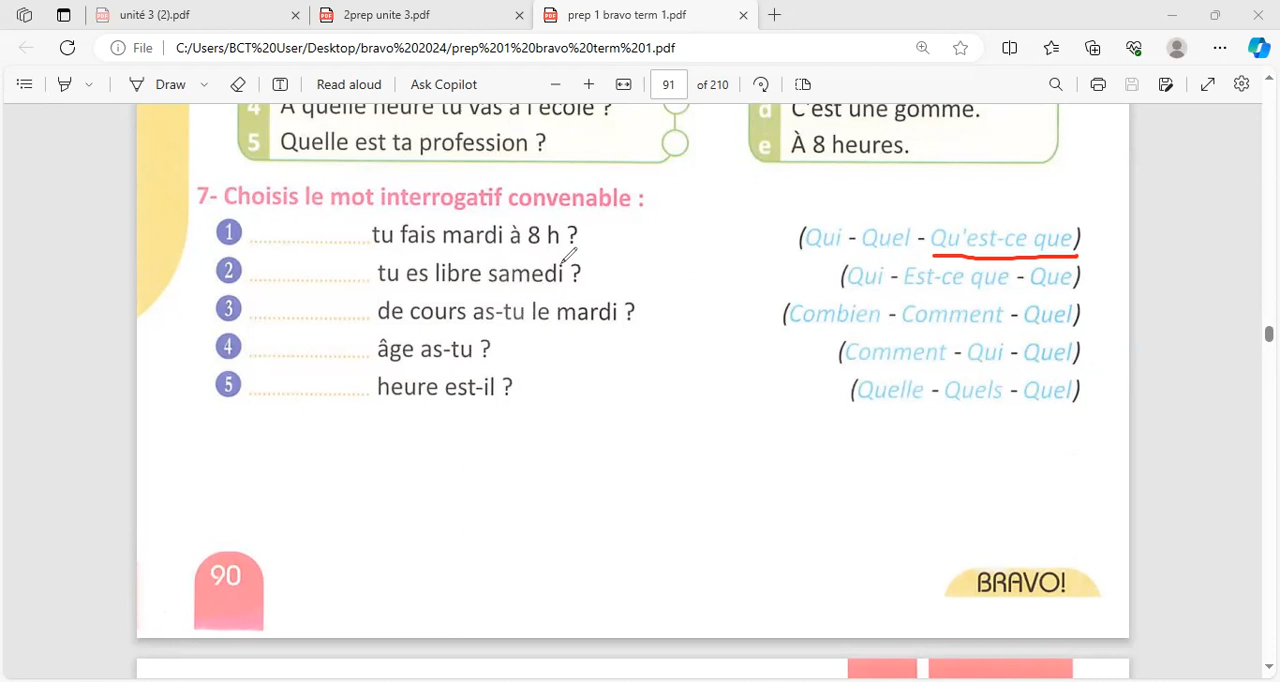 unité 3 (2).pdf
2prep unite 3.pdf
prep 1 bravo term 1.pdf
File
C:/Users/BCT%20User/Desktop/bravo%202024/prep%201%20bravo%20term%201.pdf
Draw
Read aloud
Ask Copilot
91
of 210
4 À quelle heure tu vas à l'école ?
d C'est une gomme.
5 Quelle est ta profession ?
e À 8 heures.
7- Choisis le mot interrogatif convenable :
1 .................... tu fais mardi à 8 h ? (Qui - Quel - Qu'est-ce que)
2 .................... tu es libre samedi ? (Qui - Est-ce que - Que)
3 .................... de cours as-tu le mardi ? (Combien - Comment - Quel)
4 .................... âge as-tu ? (Comment - Qui - Quel)
5 .................... heure est-il ? (Quelle - Quels - Quel)
90
BRAVO!